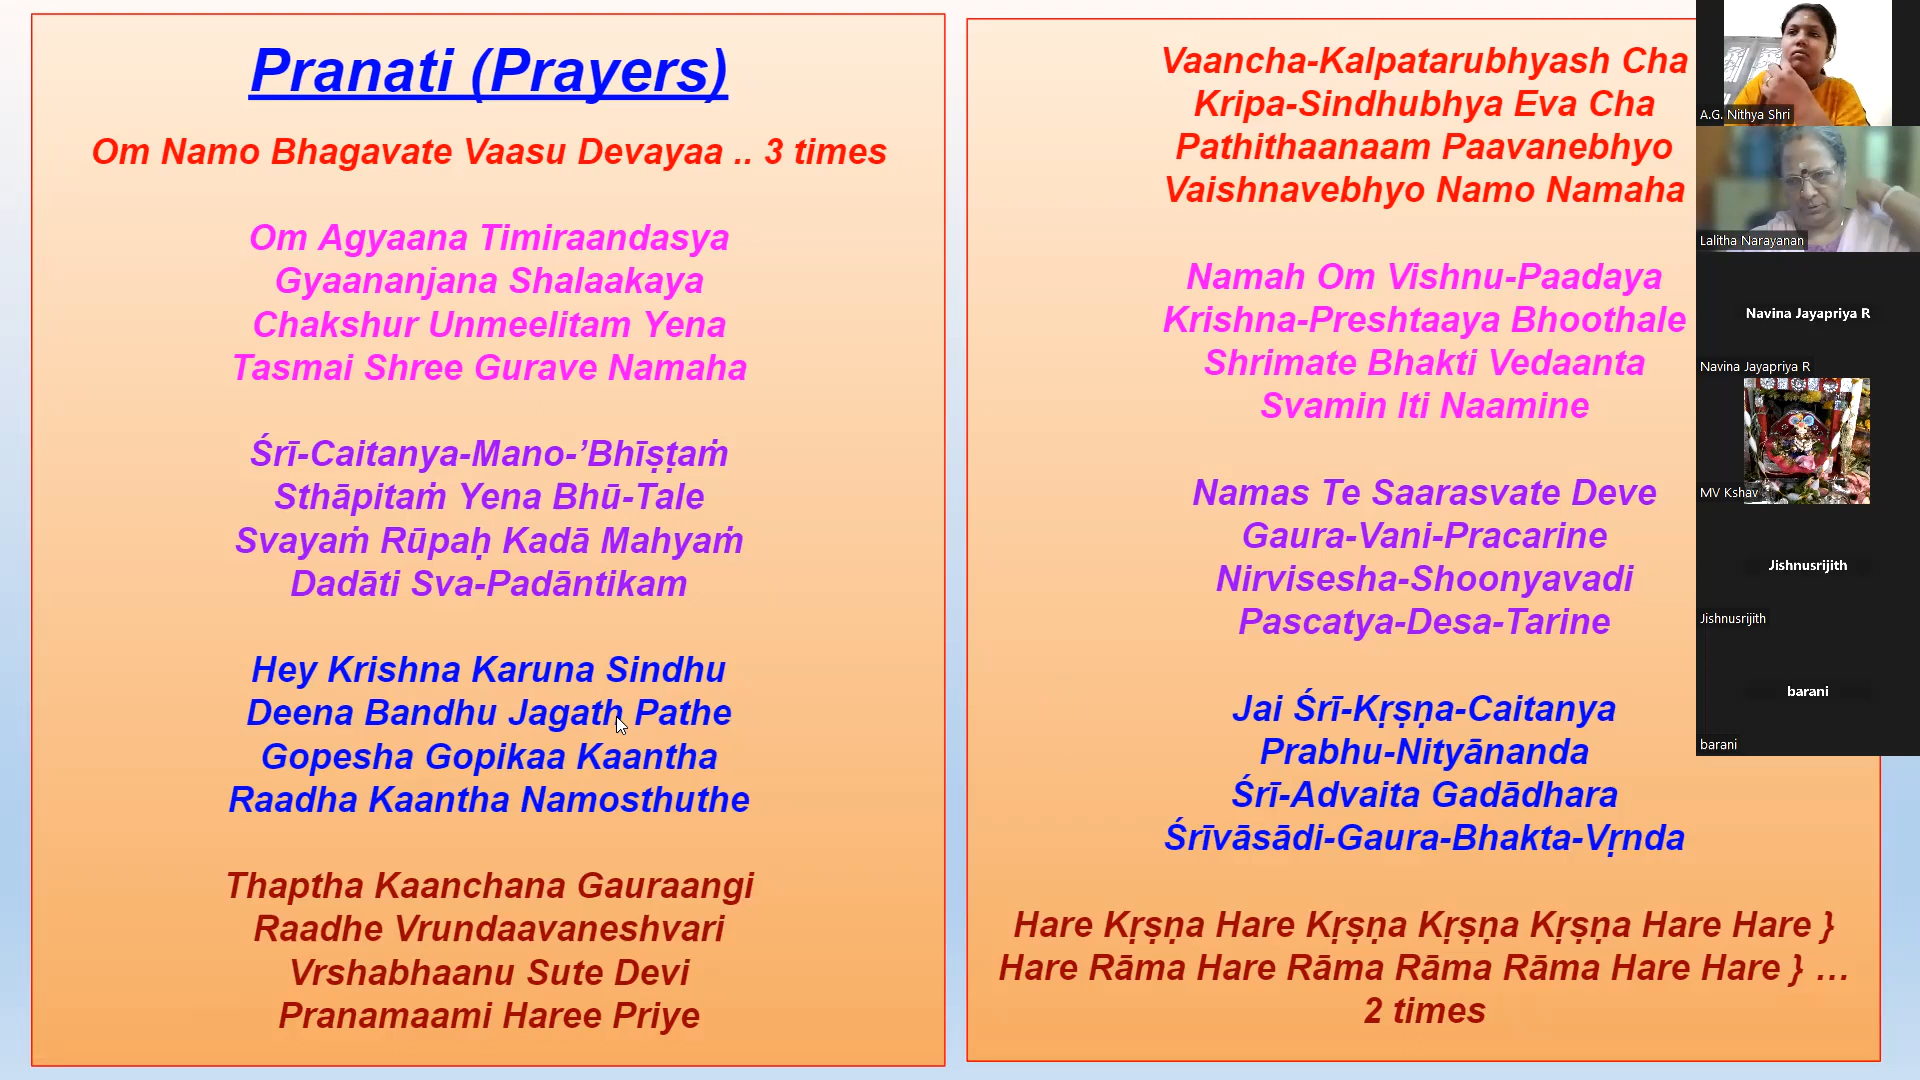 Pranati (Prayers)
Om Namo Bhagavate Vaasu Devayaa .. 3 times
Om Agyaana Timiraandasya
Gyaananjana Shalaakaya
Chakshur Unmeelitam Yena
Tasmai Shree Gurave Namaha
Śrī-Caitanya-Mano-’Bhīṣṭaṁ
Sthāpitaṁ Yena Bhū-Tale
Svayaṁ Rūpaḥ Kadā Mahyaṁ
Dadāti Sva-Padāntikam
Hey Krishna Karuna Sindhu
Deena Bandhu Jagath Pathe
Gopesha Gopikaa Kaantha
Raadha Kaantha Namosthuthe
Thaptha Kaanchana Gauraangi
Raadhe Vrundaavaneshvari
Vrshabhaanu Sute Devi
Pranamaami Haree Priye
Vaancha-Kalpatarubhyash Cha
Kripa-Sindhubhya Eva Cha
Pathithaanaam Paavanebhyo
Vaishnavebhyo Namo Namaha
Namah Om Vishnu-Paadaya
Krishna-Preshtaaya Bhoothale
Shrimate Bhakti Vedaanta
Svamin Iti Naamine
Namas Te Saarasvate Deve
Gaura-Vani-Pracarine
Nirvisesha-Shoonyavadi
Pascatya-Desa-Tarine
Jai Śrī-Kṛṣṇa-Caitanya
Prabhu-Nityānanda
Śrī-Advaita Gadādhara
Śrīvāsādi-Gaura-Bhakta-Vṛnda
Hare Kṛṣṇa Hare Kṛṣṇa Kṛṣṇa Kṛṣṇa Hare Hare }
Hare Rāma Hare Rāma Rāma Rāma Hare Hare } …
2 times
A.G. Nithya Shri
Lalitha Narayanan
Navina Jayapriya R
Navina Jayapriya R
MV Kshav
Jishnusrijith
Jishnusrijith
barani
barani